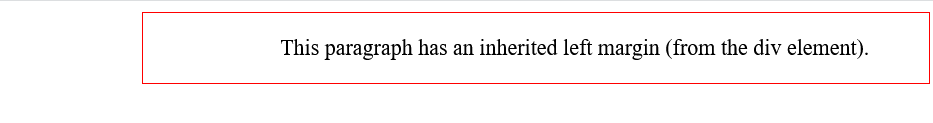 This paragraph has an inherited left margin (from the div element).